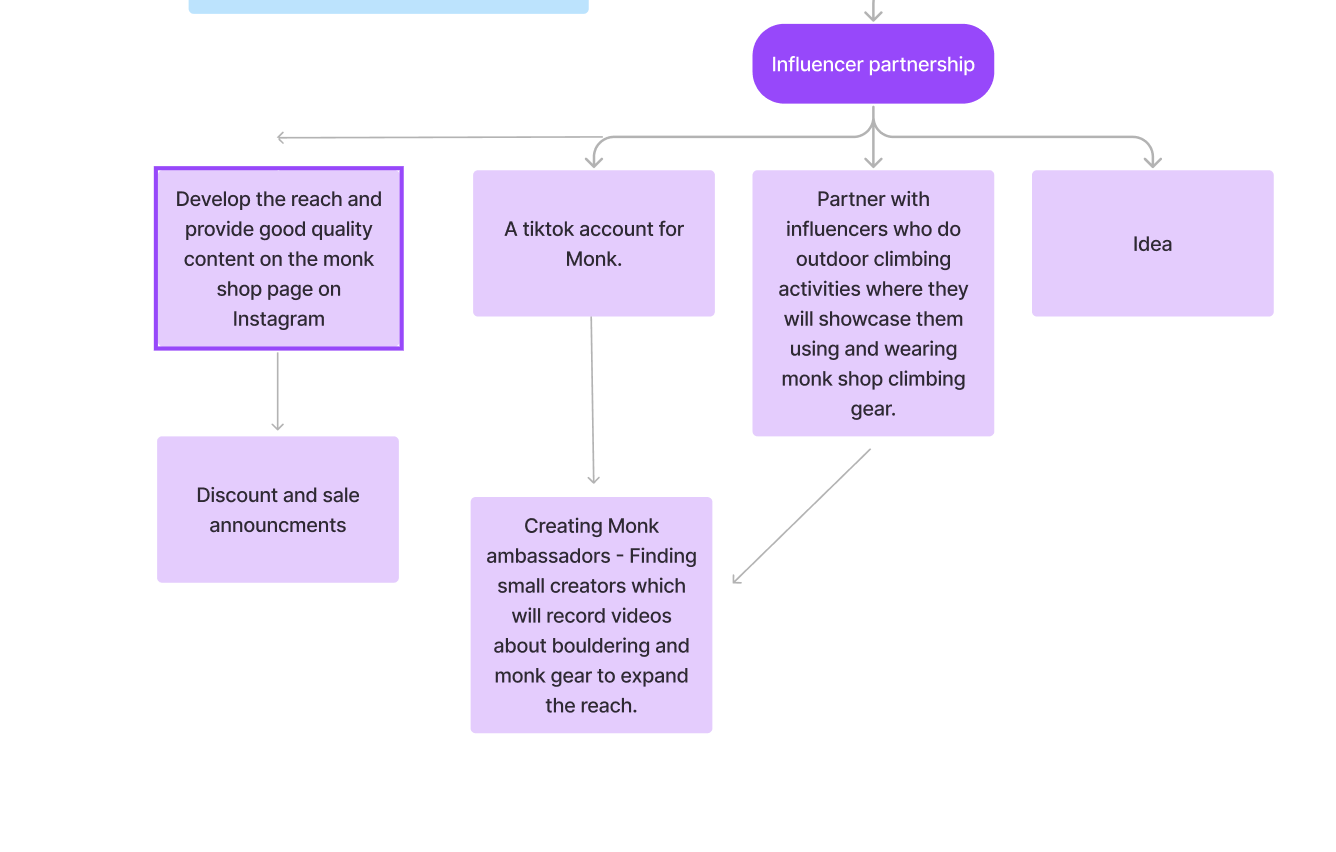 Influencer partnership
Develop the reach and
provide good quality
content on the monk
shop page on
Instagram
A tiktok account for
Monk.
Partner with
influencers who do
outdoor climbing
activities where they
will showcase them
using and wearing
monk shop climbing
gear.
Idea
Discount and sale
announcments
Creating Monk
ambassadors - Finding
small creators which
will record videos
about bouldering and
monk gear to expand
the reach.